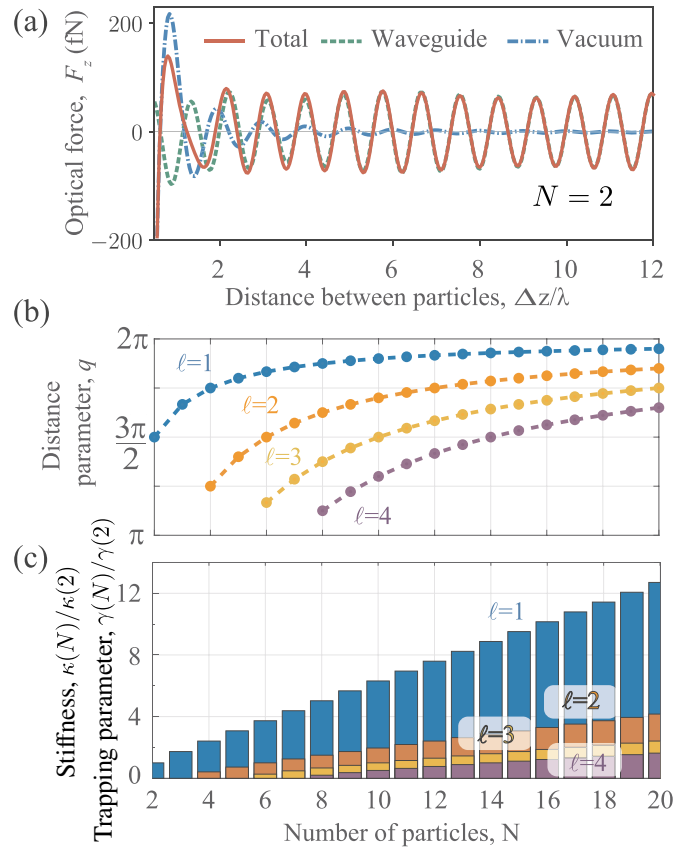 (a)
Optical force, F_z (fN)
200
0
−200
Total Waveguide Vacuum
N = 2
2 4 6 8 10 12
Distance between particles, Δz/λ
(b)
Distance
parameter, q
2π
3π/2
π
ℓ=1
ℓ=2
ℓ=3
ℓ=4
(c)
Stiffness, κ(N)/κ(2)
Trapping parameter, γ(N)/γ(2)
12
8
4
0
ℓ=1
ℓ=2
ℓ=3
ℓ=4
2 4 6 8 10 12 14 16 18 20
Number of particles, N